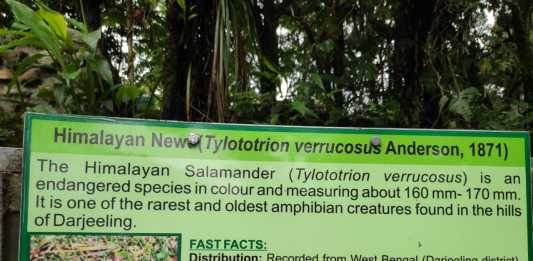 Himalayan Newt (Tylototrion verrucosus Anderson, 1871)
The Himalayan Salamander (Tylototrion verrucosus) is an
endangered species in colour and measuring about 160 mm- 170 mm.
It is one of the rarest and oldest amphibian creatures found in the hills
of Darjeeling.
FAST FACTS:
Distribution: Recorded from West Bengal (Darjeeling district)